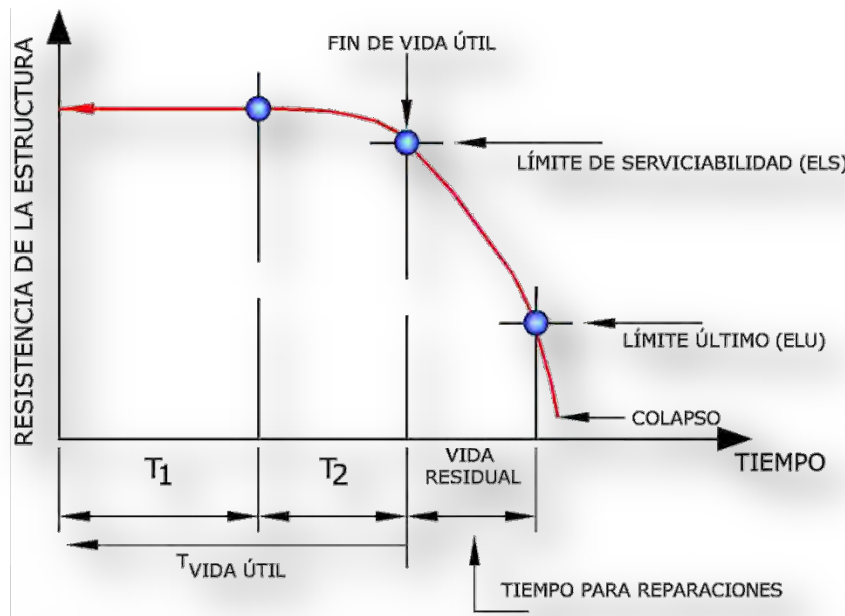 RESISTENCIA DE LA ESTRUCTURA
FIN DE VIDA ÚTIL
LÍMITE DE SERVICIABILIDAD (ELS)
LÍMITE ÚLTIMO (ELU)
COLAPSO
TIEMPO
T1
T2
VIDA
RESIDUAL
TVIDA ÚTIL
TIEMPO PARA REPARACIONES